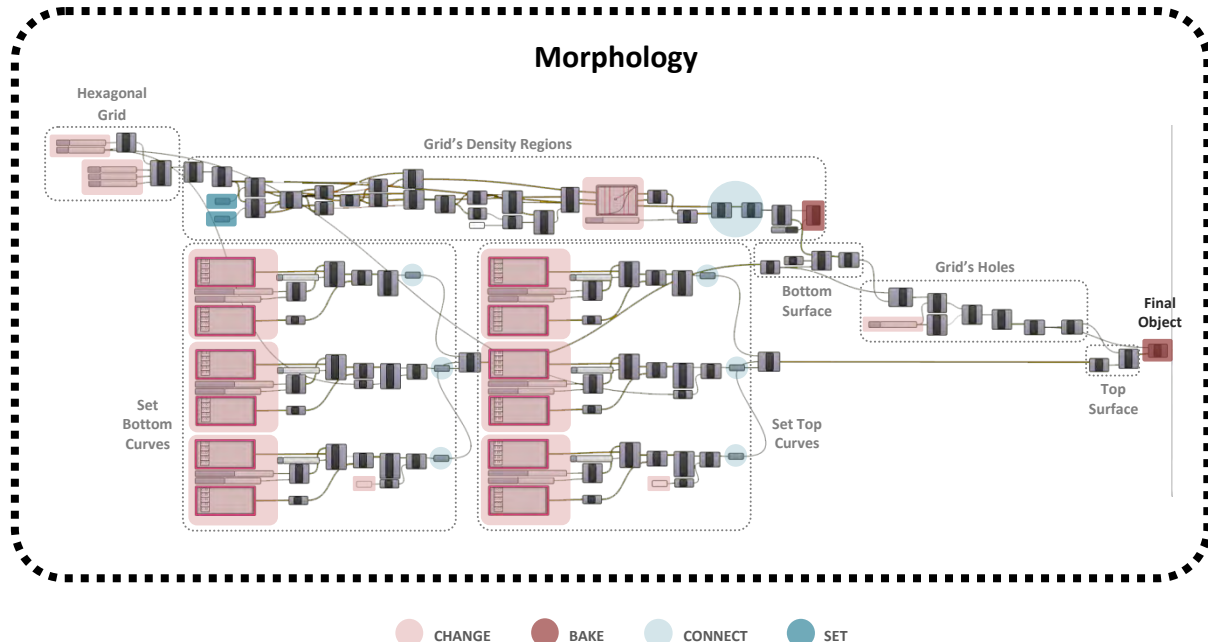 Morphology
Hexagonal
Grid
Grid's Density Regions
Bottom
Surface
Grid's Holes
Final
Object
Top
Surface
Set
Bottom
Curves
Set Top
Curves
CHANGE
BAKE
CONNECT
SET